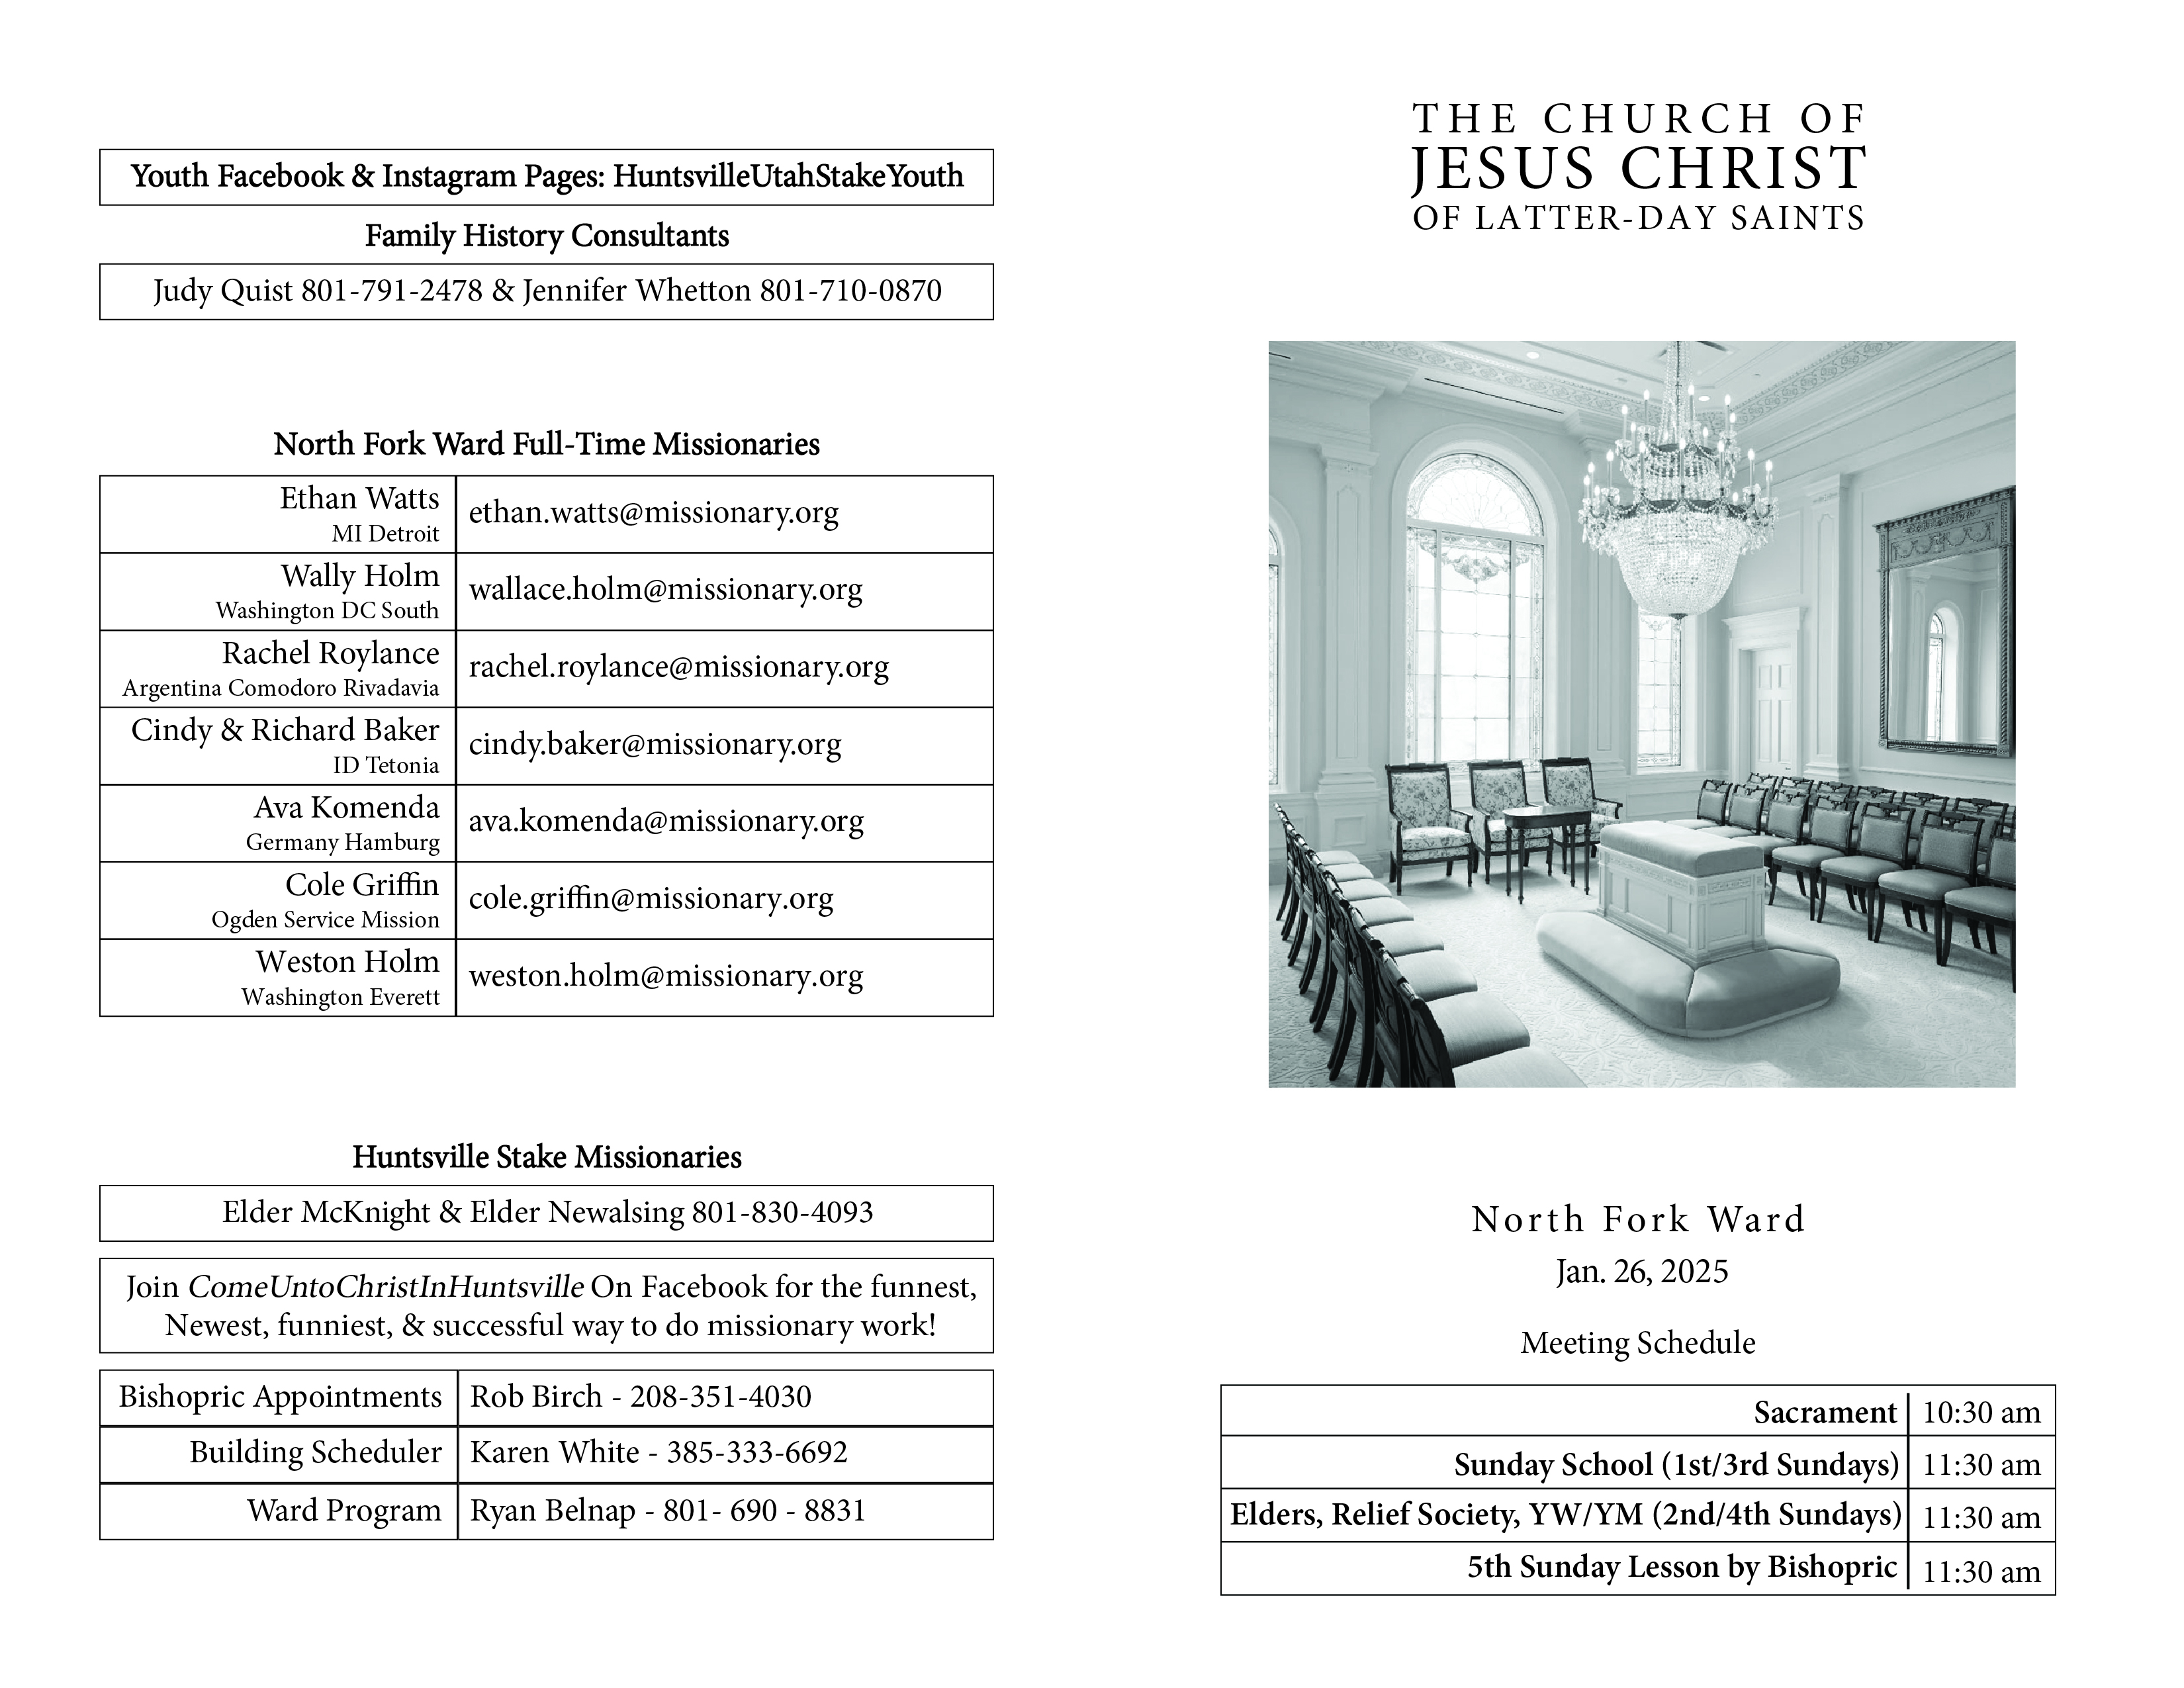 Youth Facebook & Instagram Pages: HuntsvilleUtahStakeYouth
Family History Consultants
Judy Quist 801-791-2478 & Jennifer Whetton 801-710-0870
North Fork Ward Full-Time Missionaries
Ethan Watts
MI Detroit
ethan.watts@missionary.org
Wally Holm
Washington DC South
wallace.holm@missionary.org
Rachel Roylance
Argentina Comodoro Rivadavia
rachel.roylance@missionary.org
Cindy & Richard Baker
ID Tetonia
cindy.baker@missionary.org
Ava Komenda
Germany Hamburg
ava.komenda@missionary.org
Cole Griffin
Ogden Service Mission
cole.griffin@missionary.org
Weston Holm
Washington Everett
weston.holm@missionary.org
Huntsville Stake Missionaries
Elder McKnight & Elder Newalsing 801-830-4093
Join ComeUntoChristInHuntsville On Facebook for the funnest,
Newest, funniest, & successful way to do missionary work!
Bishopric Appointments Rob Birch - 208-351-4030
Building Scheduler Karen White - 385-333-6692
Ward Program Ryan Belnap - 801- 690 - 8831
THE CHURCH OF
JESUS CHRIST
OF LATTER-DAY SAINTS
North Fork Ward
Jan. 26, 2025
Meeting Schedule
Sacrament 10:30 am
Sunday School (1st/3rd Sundays) 11:30 am
Elders, Relief Society, YW/YM (2nd/4th Sundays) 11:30 am
5th Sunday Lesson by Bishopric 11:30 am